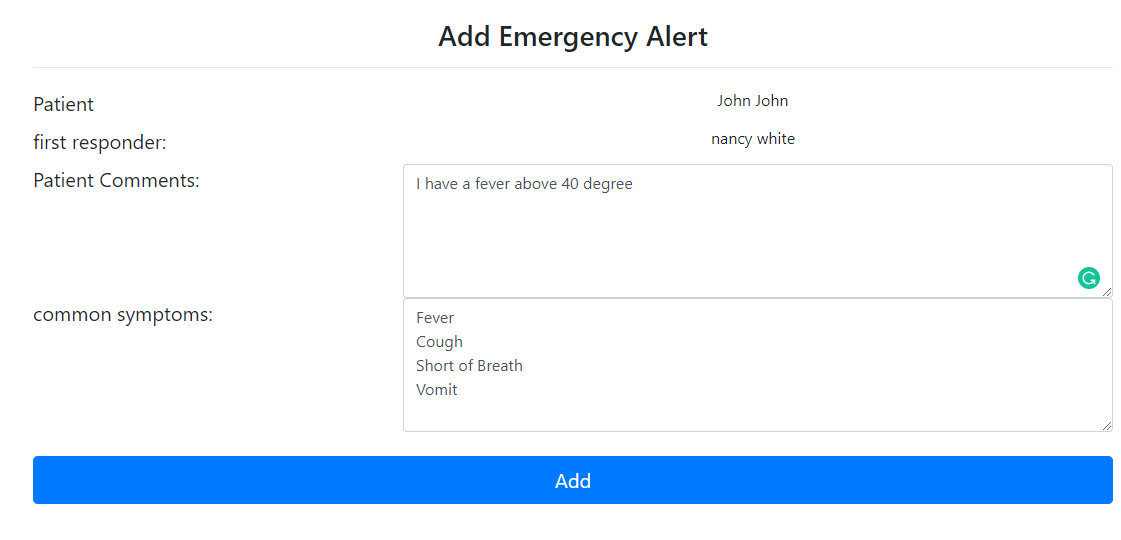 Add Emergency Alert
Patient
John John
first responder:
nancy white
Patient Comments:
I have a fever above 40 degree
common symptoms:
Fever
Cough
Short of Breath
Vomit
Add